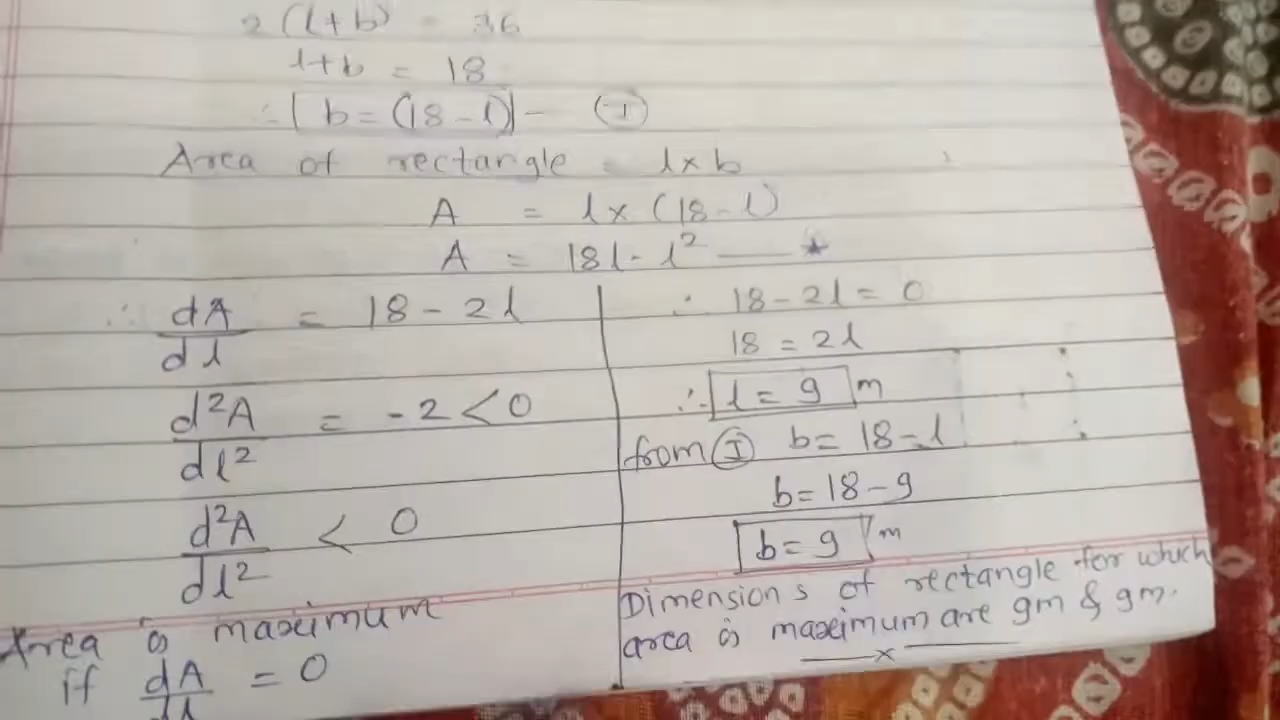 2 (l+b) = 36
l+b = 18
∴ b = (18 - l) — (I)
Area of rectangle = l × b
A = l × (18 - l)
A = 18l - l² — ★
∴ dA/dl = 18 - 2l
d²A/dl² = -2 < 0
d²A/dl² < 0
Area is maximum
if dA/dl = 0
∴ 18 - 2l = 0
18 = 2l
∴ l = 9 m
from (I) b = 18 - l
b = 18 - 9
b = 9 m
Dimensions of rectangle for which
area is maximum are 9m & 9m.
—x—